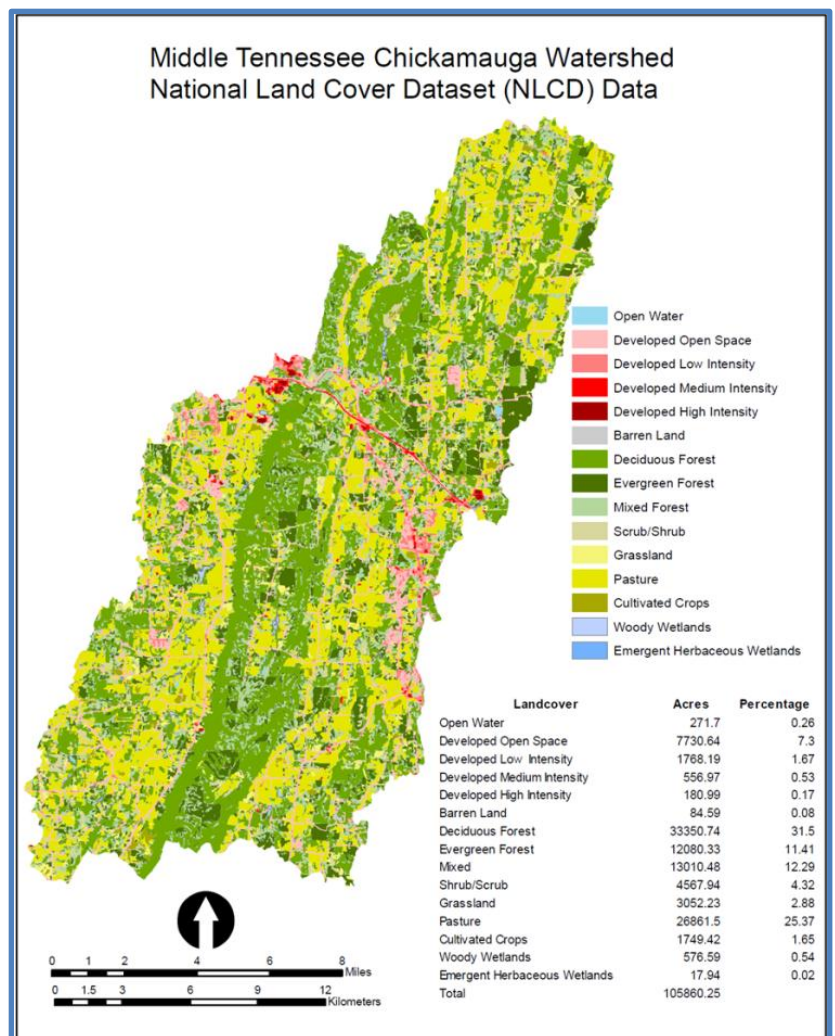 Middle Tennessee Chickamauga Watershed
National Land Cover Dataset (NLCD) Data
Open Water
Developed Open Space
Developed Low Intensity
Developed Medium Intensity
Developed High Intensity
Barren Land
Deciduous Forest
Evergreen Forest
Mixed Forest
Scrub/Shrub
Grassland
Pasture
Cultivated Crops
Woody Wetlands
Emergent Herbaceous Wetlands
Landcover Acres Percentage
Open Water 271.7 0.26
Developed Open Space 7730.64 7.3
Developed Low Intensity 1768.19 1.67
Developed Medium Intensity 556.97 0.53
Developed High Intensity 180.99 0.17
Barren Land 84.59 0.08
Deciduous Forest 33350.74 31.5
Evergreen Forest 12080.33 11.41
Mixed 13010.48 12.29
Shrub/Scrub 4567.94 4.32
Grassland 3052.23 2.88
Pasture 26861.5 25.37
Cultivated Crops 1749.42 1.65
Woody Wetlands 576.59 0.54
Emergent Herbaceous Wetlands 17.94 0.02
Total 105860.25
0 1 2 4 6 8
Miles
0 1.5 3 6 9 12
Kilometers